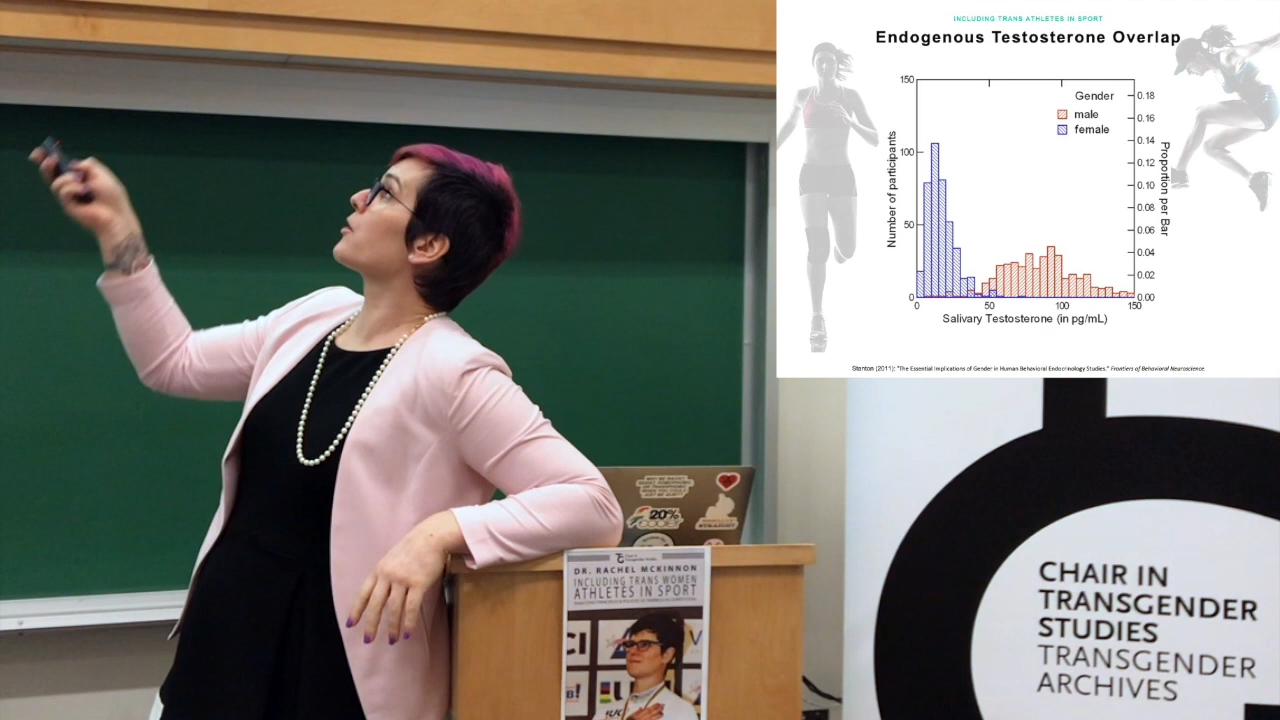 INCLUDING TRANS ATHLETES IN SPORT
Endogenous Testosterone Overlap
150
100
50
0
Number of participants
Gender
male
female
0.18
0.16
0.14
0.12
0.10
0.08
0.06
0.04
0.02
0.00
Proportion per Bar
0
50
100
150
Salivary Testosterone (in pg/mL)
Stanton (2011): "The Essential Implications of Gender in Human Behavioral Endocrinology Studies." Frontiers of Behavioral Neuroscience.
20%
COOLER
DR. RACHEL MCKINNON
INCLUDING TRANS WOMEN
ATHLETES IN SPORT
CHAIR IN
TRANSGENDER
STUDIES
TRANSGENDER
ARCHIVES